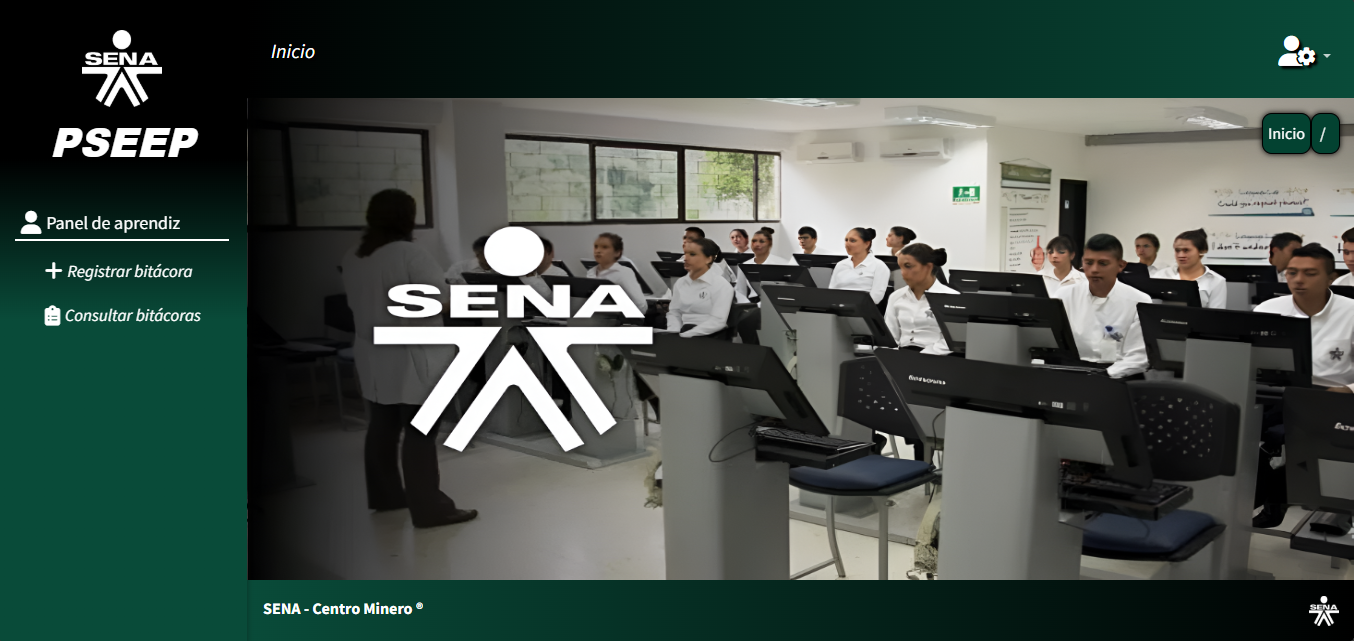 SENA
PSEEP
Inicio
Inicio /
Panel de aprendiz
Registrar bitácora
Consultar bitácoras
SENA
SENA - Centro Minero ®
SENA